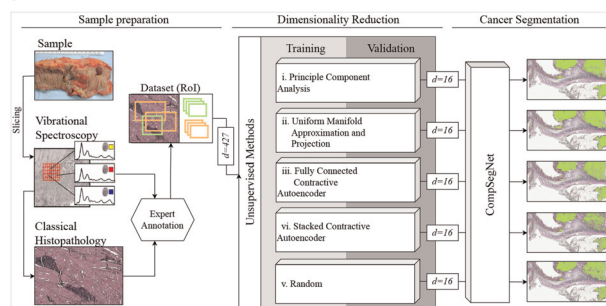 Sample preparation
Dimensionality Reduction
Cancer Segmentation
Sample
Slicing
Vibrational
Spectroscopy
Classical
Histopathology
Dataset (RoI)
Expert
Annotation
d=427
Unsupervised Methods
Training
Validation
i. Principle Component
Analysis
ii. Uniform Manifold
Approximation and
Projection
iii. Fully Connected
Contractive
Autoencoder
vi. Stacked Contractive
Autoencoder
v. Random
d=16
d=16
d=16
d=16
d=16
CompSegNet